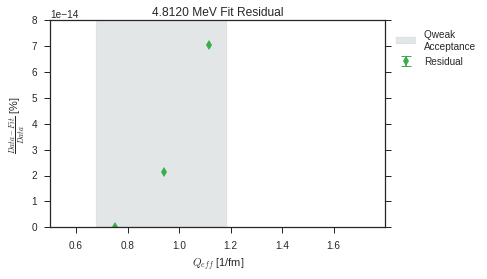 4.8120 MeV Fit Residual
1e−14
8
7
6
5
4
3
2
1
0
Data−Fit
Data
[%]
0.6 0.8 1.0 1.2 1.4 1.6
Qeff [1/fm]
Qweak
Acceptance
Residual